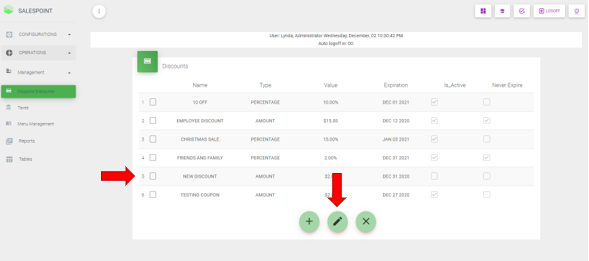 SALESPOINT
LOGOFF
User: Lynda, Administrator Wednesday, December, 02 10:30:42 PM
Auto logoff in: 00:
CONFIGURATIONS
OPERATIONS
Management
Coupons Discounts
Taxes
Menu Management
Reports
Tables
Discounts
Name Type Value Expiration Is_Active Never Expire
1 10 OFF PERCENTAGE 10.00% DEC 01 2021
2 EMPLOYEE DISCOUNT AMOUNT $15.00 DEC 12 2020
3 CHRISTMAS SALE PERCENTAGE 15.00% JAN 03 2021
4 FRIENDS AND FAMILY PERCENTAGE 2.00% DEC 31 2021
5 NEW DISCOUNT AMOUNT DEC 31 2020
6 TESTING COUPON AMOUNT DEC 27 2020